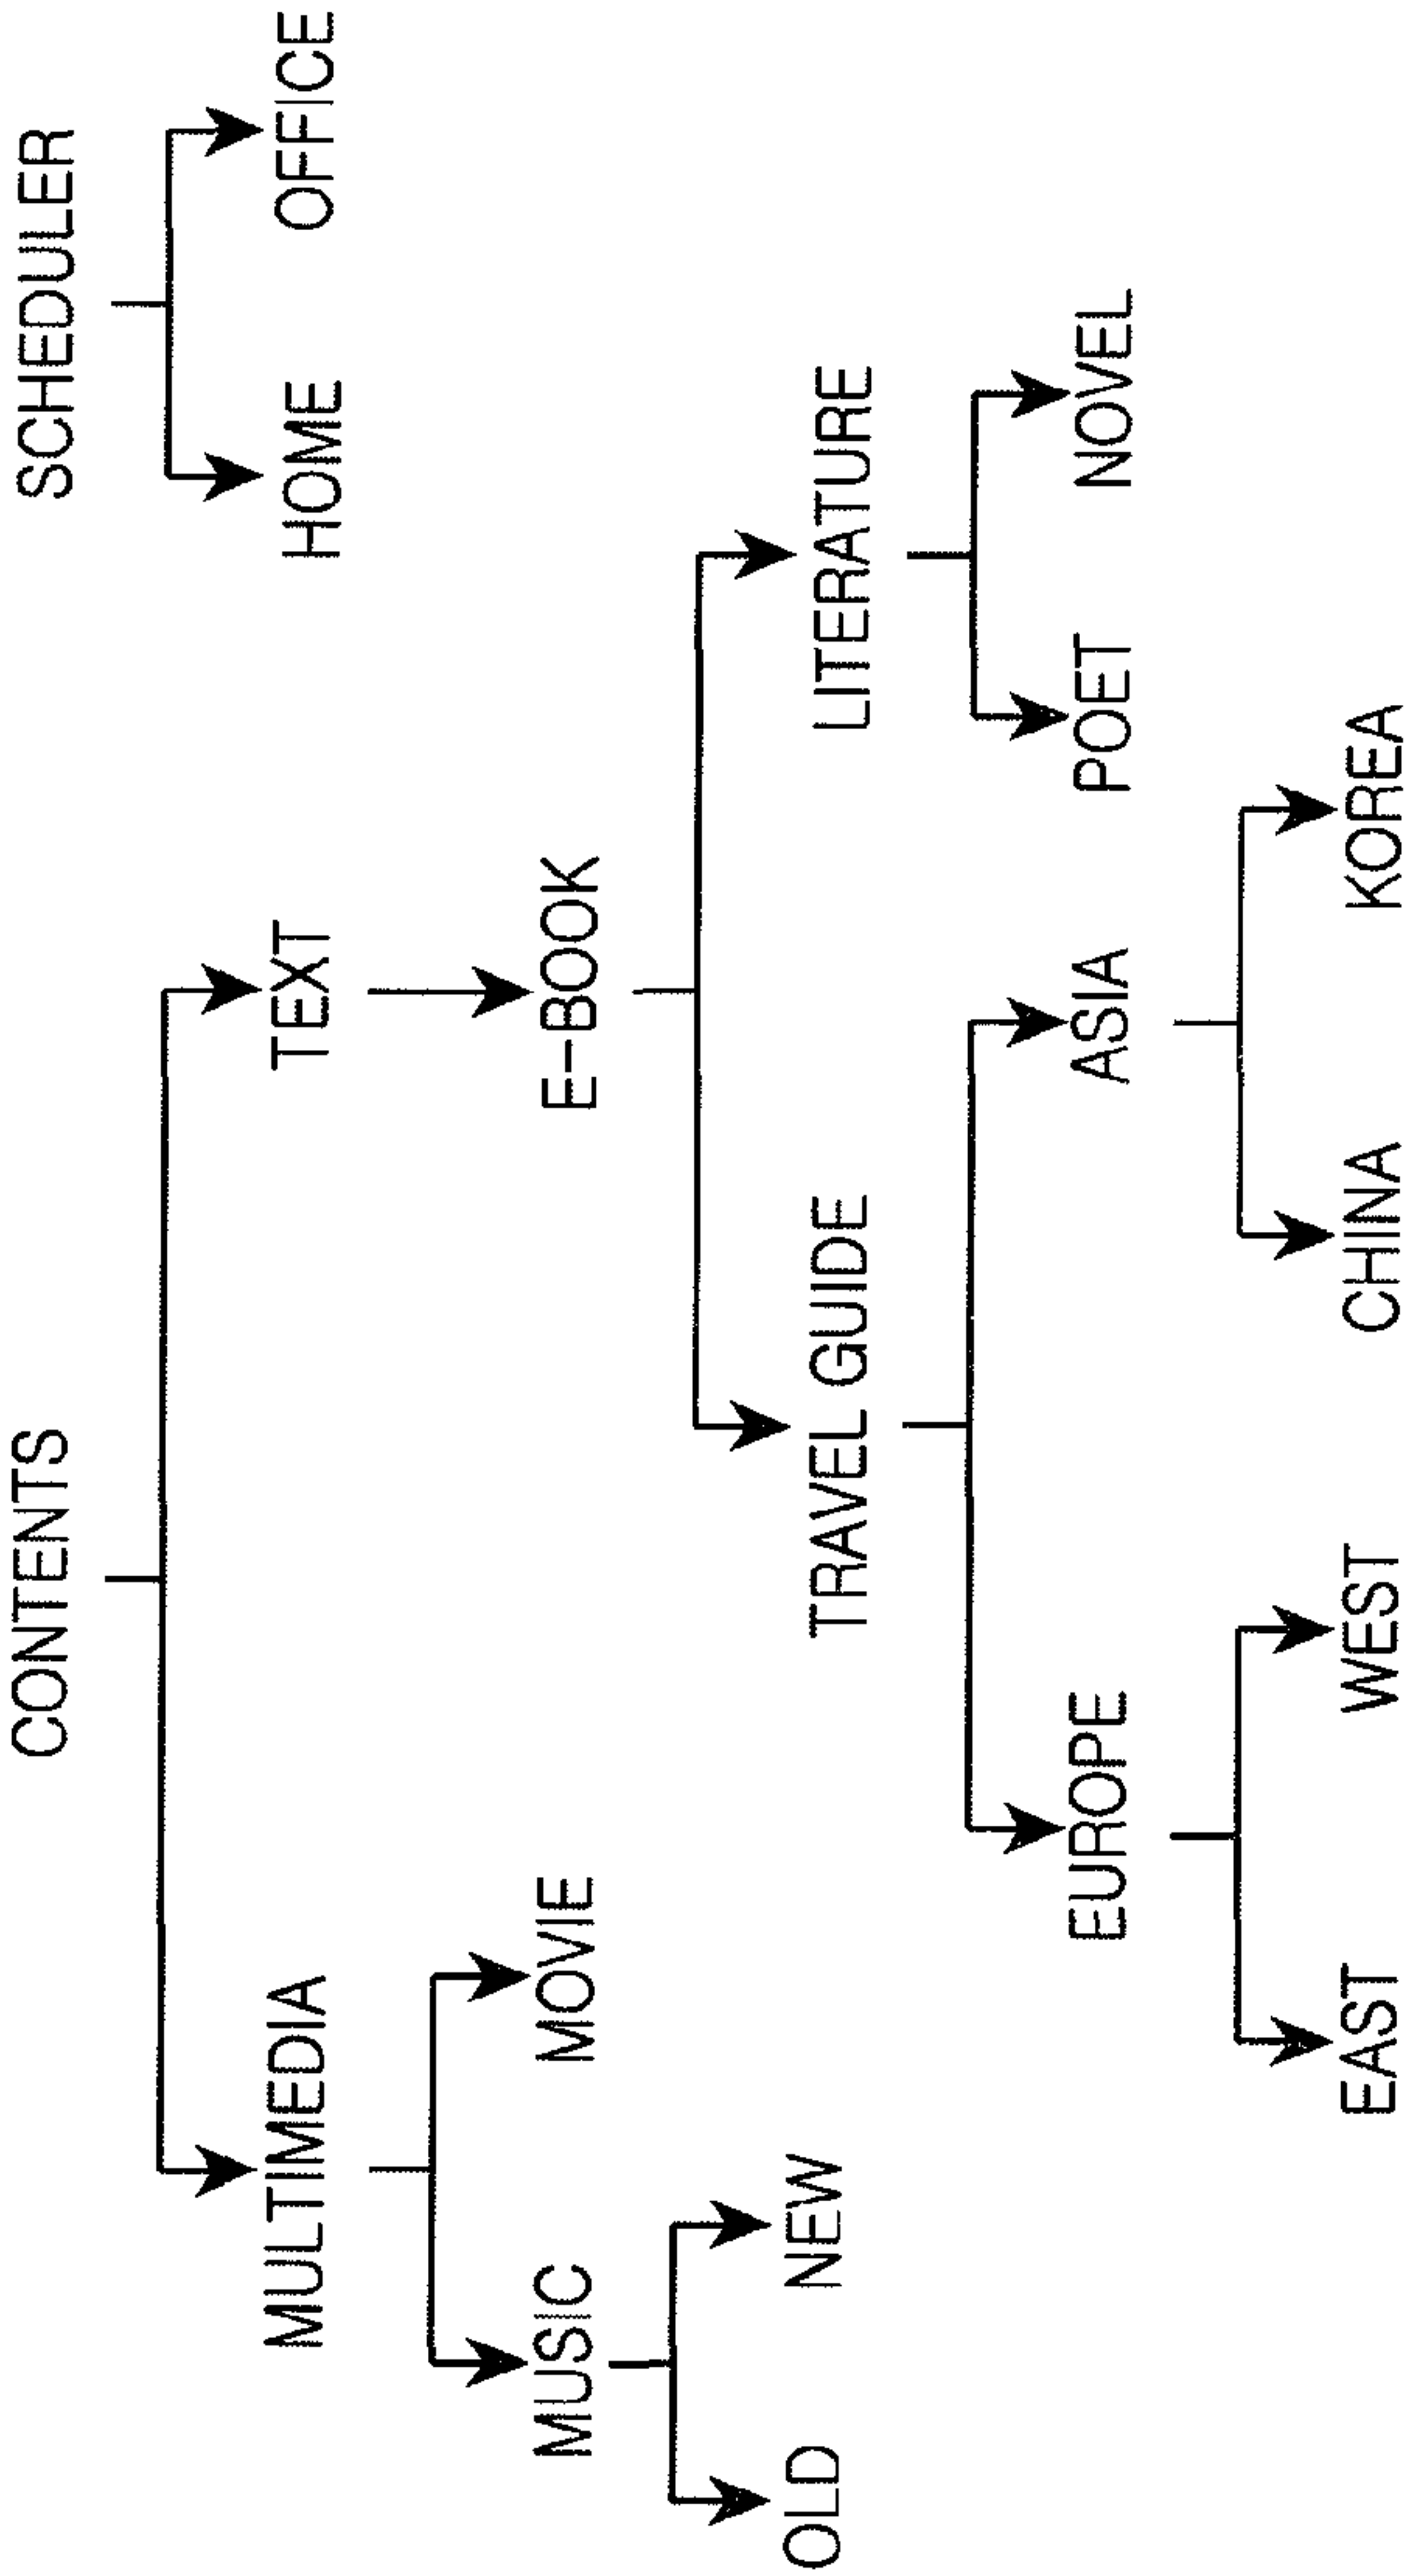 CONTENTS
SCHEDULER
MULTIMEDIA
TEXT
HOME
OFFICE
MUSIC
MOVIE
E-BOOK
OLD
NEW
TRAVEL GUIDE
LITERATURE
EUROPE
ASIA
POET
NOVEL
EAST
WEST
CHINA
KOREA